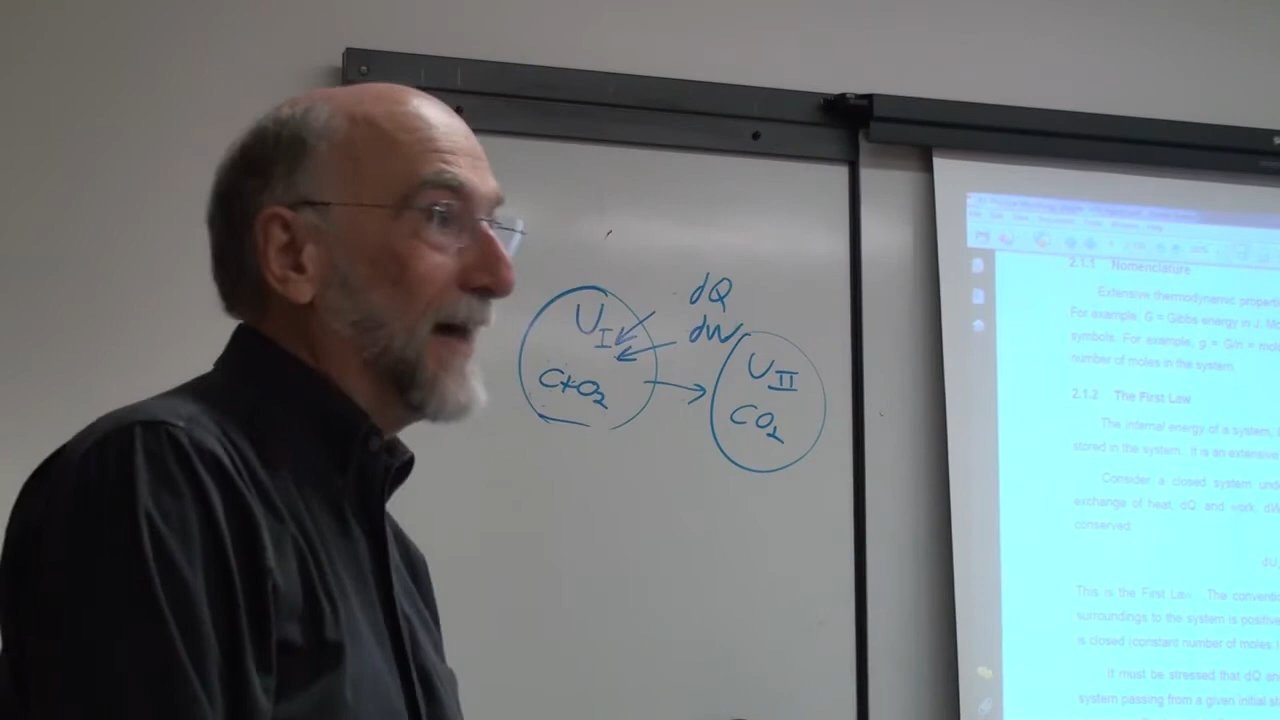 dQ
dW
U I
C+O2
U II
CO2
2.1.1 Nomenclature
Extensive thermodynamic propert
For example, G = Gibbs energy in J. Ma
symbols. For example, g = G/n = mola
number of moles in the system.
2.1.2 The First Law
The internal energy of a system,
stored in the system. It is an extensive
Consider a closed system und
exchange of heat, dQ, and work, dW
conserved
dU
This is the First Law. The conventi
surroundings to the system is positive
is closed (constant number of moles
It must be stressed that dQ an
system passing from a given initial st